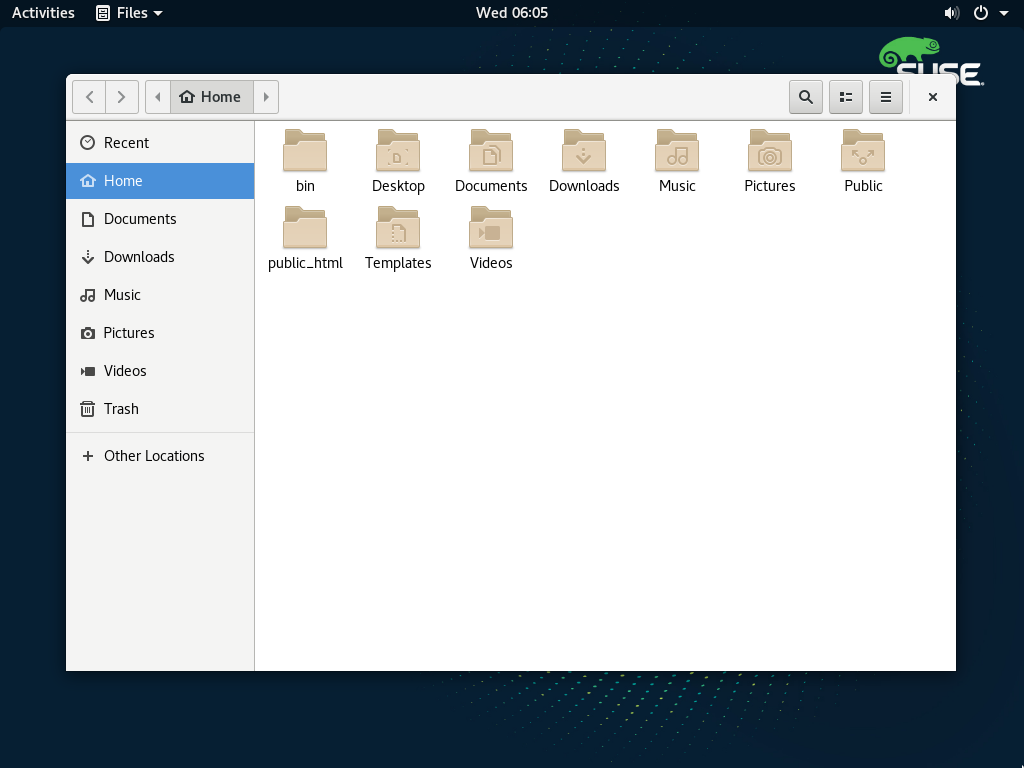 Activities Files Wed 06:05
SUSE.
Home
Recent
Home
Documents
Downloads
Music
Pictures
Videos
Trash
Other Locations
bin Desktop Documents Downloads Music Pictures Public
public_html Templates Videos